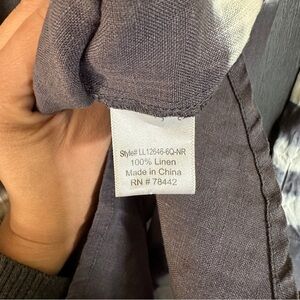 Style# LL12646-6Q-NR
100% Linen
Made in China
RN # 78442